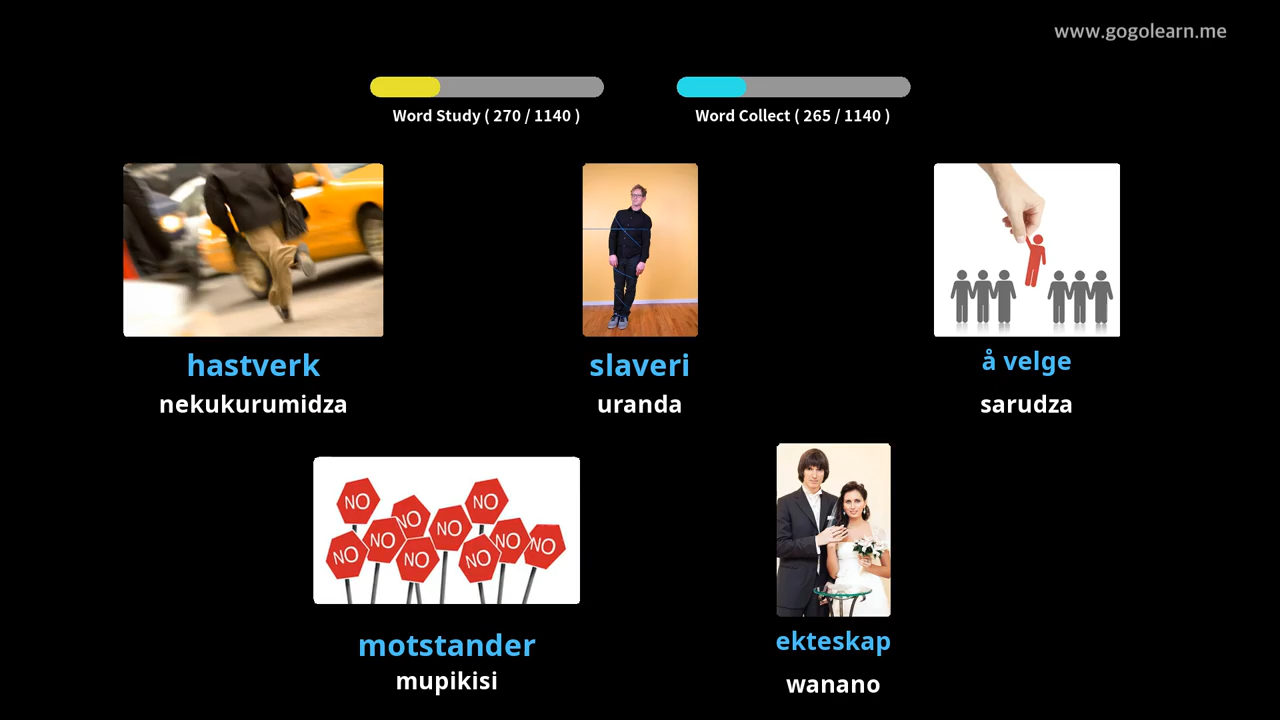 www.gogolearn.me
Word Study ( 270 / 1140 )
Word Collect ( 265 / 1140 )
hastverk
nekukurumidza
slaveri
uranda
å velge
sarudza
NO
NO
NO
NO
NO
NO
NO
NO
NO
NO
motstander
mupikisi
ekteskap
wanano